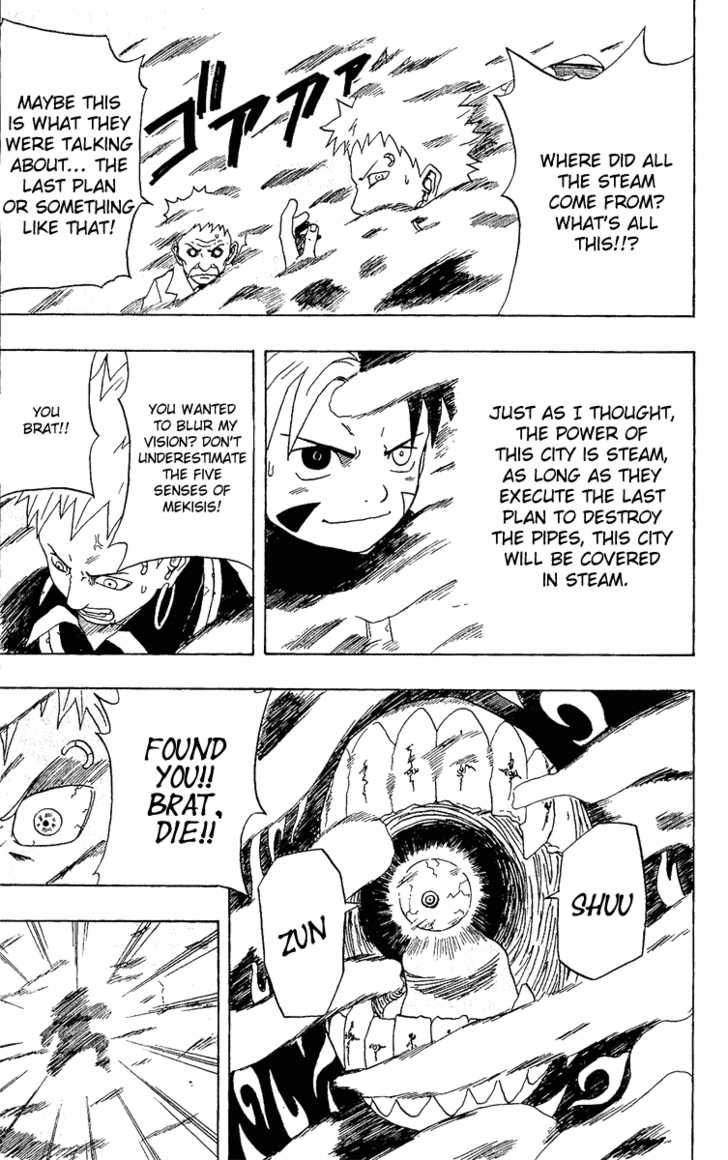 WHERE DID ALL
THE STEAM
COME FROM?
WHAT'S ALL
THIS!!?
ゴアアァ
MAYBE THIS
IS WHAT THEY
WERE TALKING
ABOUT... THE
LAST PLAN
OR SOMETHING
LIKE THAT!
JUST AS I THOUGHT,
THE POWER OF
THIS CITY IS STEAM,
AS LONG AS THEY
EXECUTE THE LAST
PLAN TO DESTROY
THE PIPES, THIS CITY
WILL BE COVERED
IN STEAM.
YOU WANTED
TO BLUR MY
VISION? DON'T
UNDERESTIMATE
THE FIVE
SENSES OF
MEKISIS!
YOU
BRAT!!
SHUU
ZUN
FOUND
YOU!!
BRAT,
DIE!!